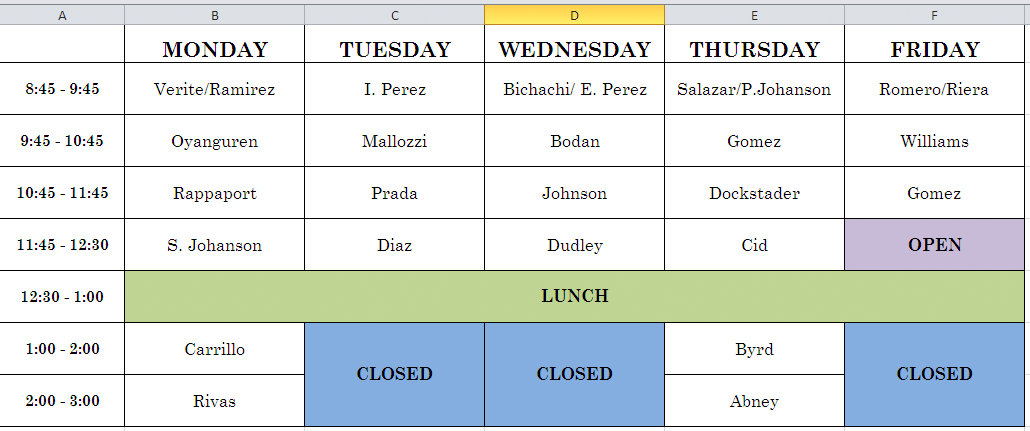 A B C D E F
MONDAY TUESDAY WEDNESDAY THURSDAY FRIDAY
8:45 - 9:45 Verite/Ramirez I. Perez Bichachi/ E. Perez Salazar/P.Johanson Romero/Riera
9:45 - 10:45 Oyanguren Mallozzi Bodan Gomez Williams
10:45 - 11:45 Rappaport Prada Johnson Dockstader Gomez
11:45 - 12:30 S. Johanson Diaz Dudley Cid OPEN
12:30 - 1:00 LUNCH
1:00 - 2:00 Carrillo Byrd
CLOSED CLOSED CLOSED
2:00 - 3:00 Rivas Abney